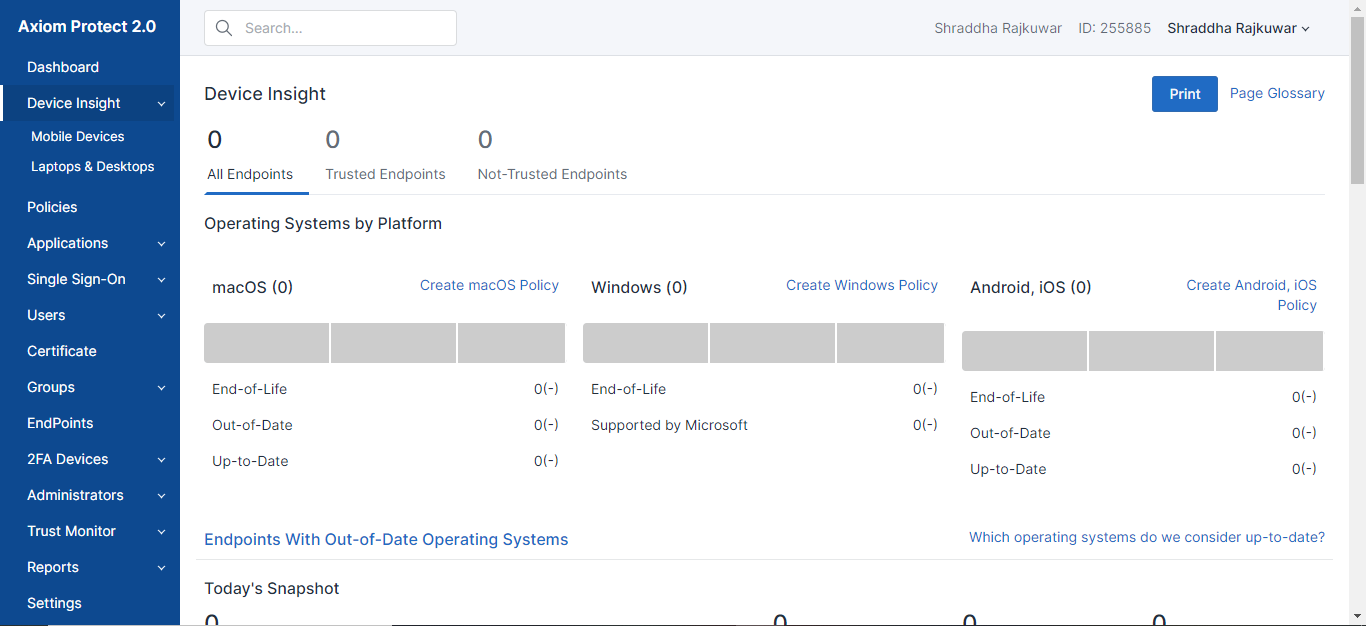 Axiom Protect 2.0
Search...
Shraddha Rajkuwar
ID: 255885
Shraddha Rajkuwar
Dashboard
Device Insight
Mobile Devices
Laptops & Desktops
Policies
Applications
Single Sign-On
Users
Certificate
Groups
EndPoints
2FA Devices
Administrators
Trust Monitor
Reports
Settings
Device Insight
Print
Page Glossary
0
All Endpoints
0
Trusted Endpoints
0
Not-Trusted Endpoints
Operating Systems by Platform
macOS (0)
Create macOS Policy
End-of-Life 0(-)
Out-of-Date 0(-)
Up-to-Date 0(-)
Windows (0)
Create Windows Policy
End-of-Life 0(-)
Supported by Microsoft 0(-)
Android, iOS (0)
Create Android, iOS
Policy
End-of-Life 0(-)
Out-of-Date 0(-)
Up-to-Date 0(-)
Endpoints With Out-of-Date Operating Systems
Which operating systems do we consider up-to-date?
Today's Snapshot
0 0 0 0